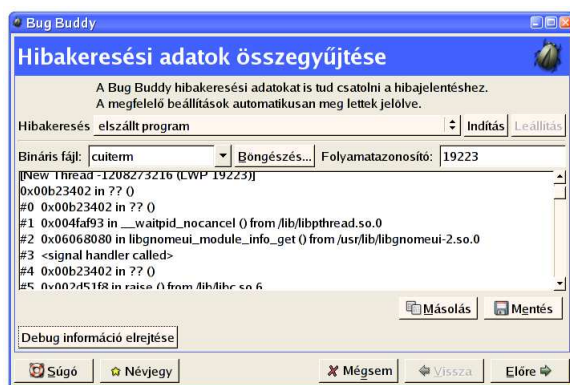 Bug Buddy
Hibakeresési adatok összegyűjtése
A Bug Buddy hibakeresési adatokat is tud csatolni a hibajelentéshez.
A megfelelő beállítások automatikusan meg lettek jelölve.
Hibakeresés elszállt program Indítás Leállítás
Bináris fájl: cuiterm Böngészés... Folyamatazonosító: 19223
[New Thread -1208273216 (LWP 19223)]
0x00b23402 in ?? ()
#0 0x00b23402 in ?? ()
#1 0x004faf93 in __waitpid_nocancel () from /lib/libpthread.so.0
#2 0x06068080 in libgnomeui_module_info_get () from /usr/lib/libgnomeui-2.so.0
#3 <signal handler called>
#4 0x00b23402 in ?? ()
#5 0x002d51f8 in raise () from /lib/libc.so.6
Másolás Mentés
Debug információ elrejtése
Súgó Névjegy Mégsem Vissza Előre